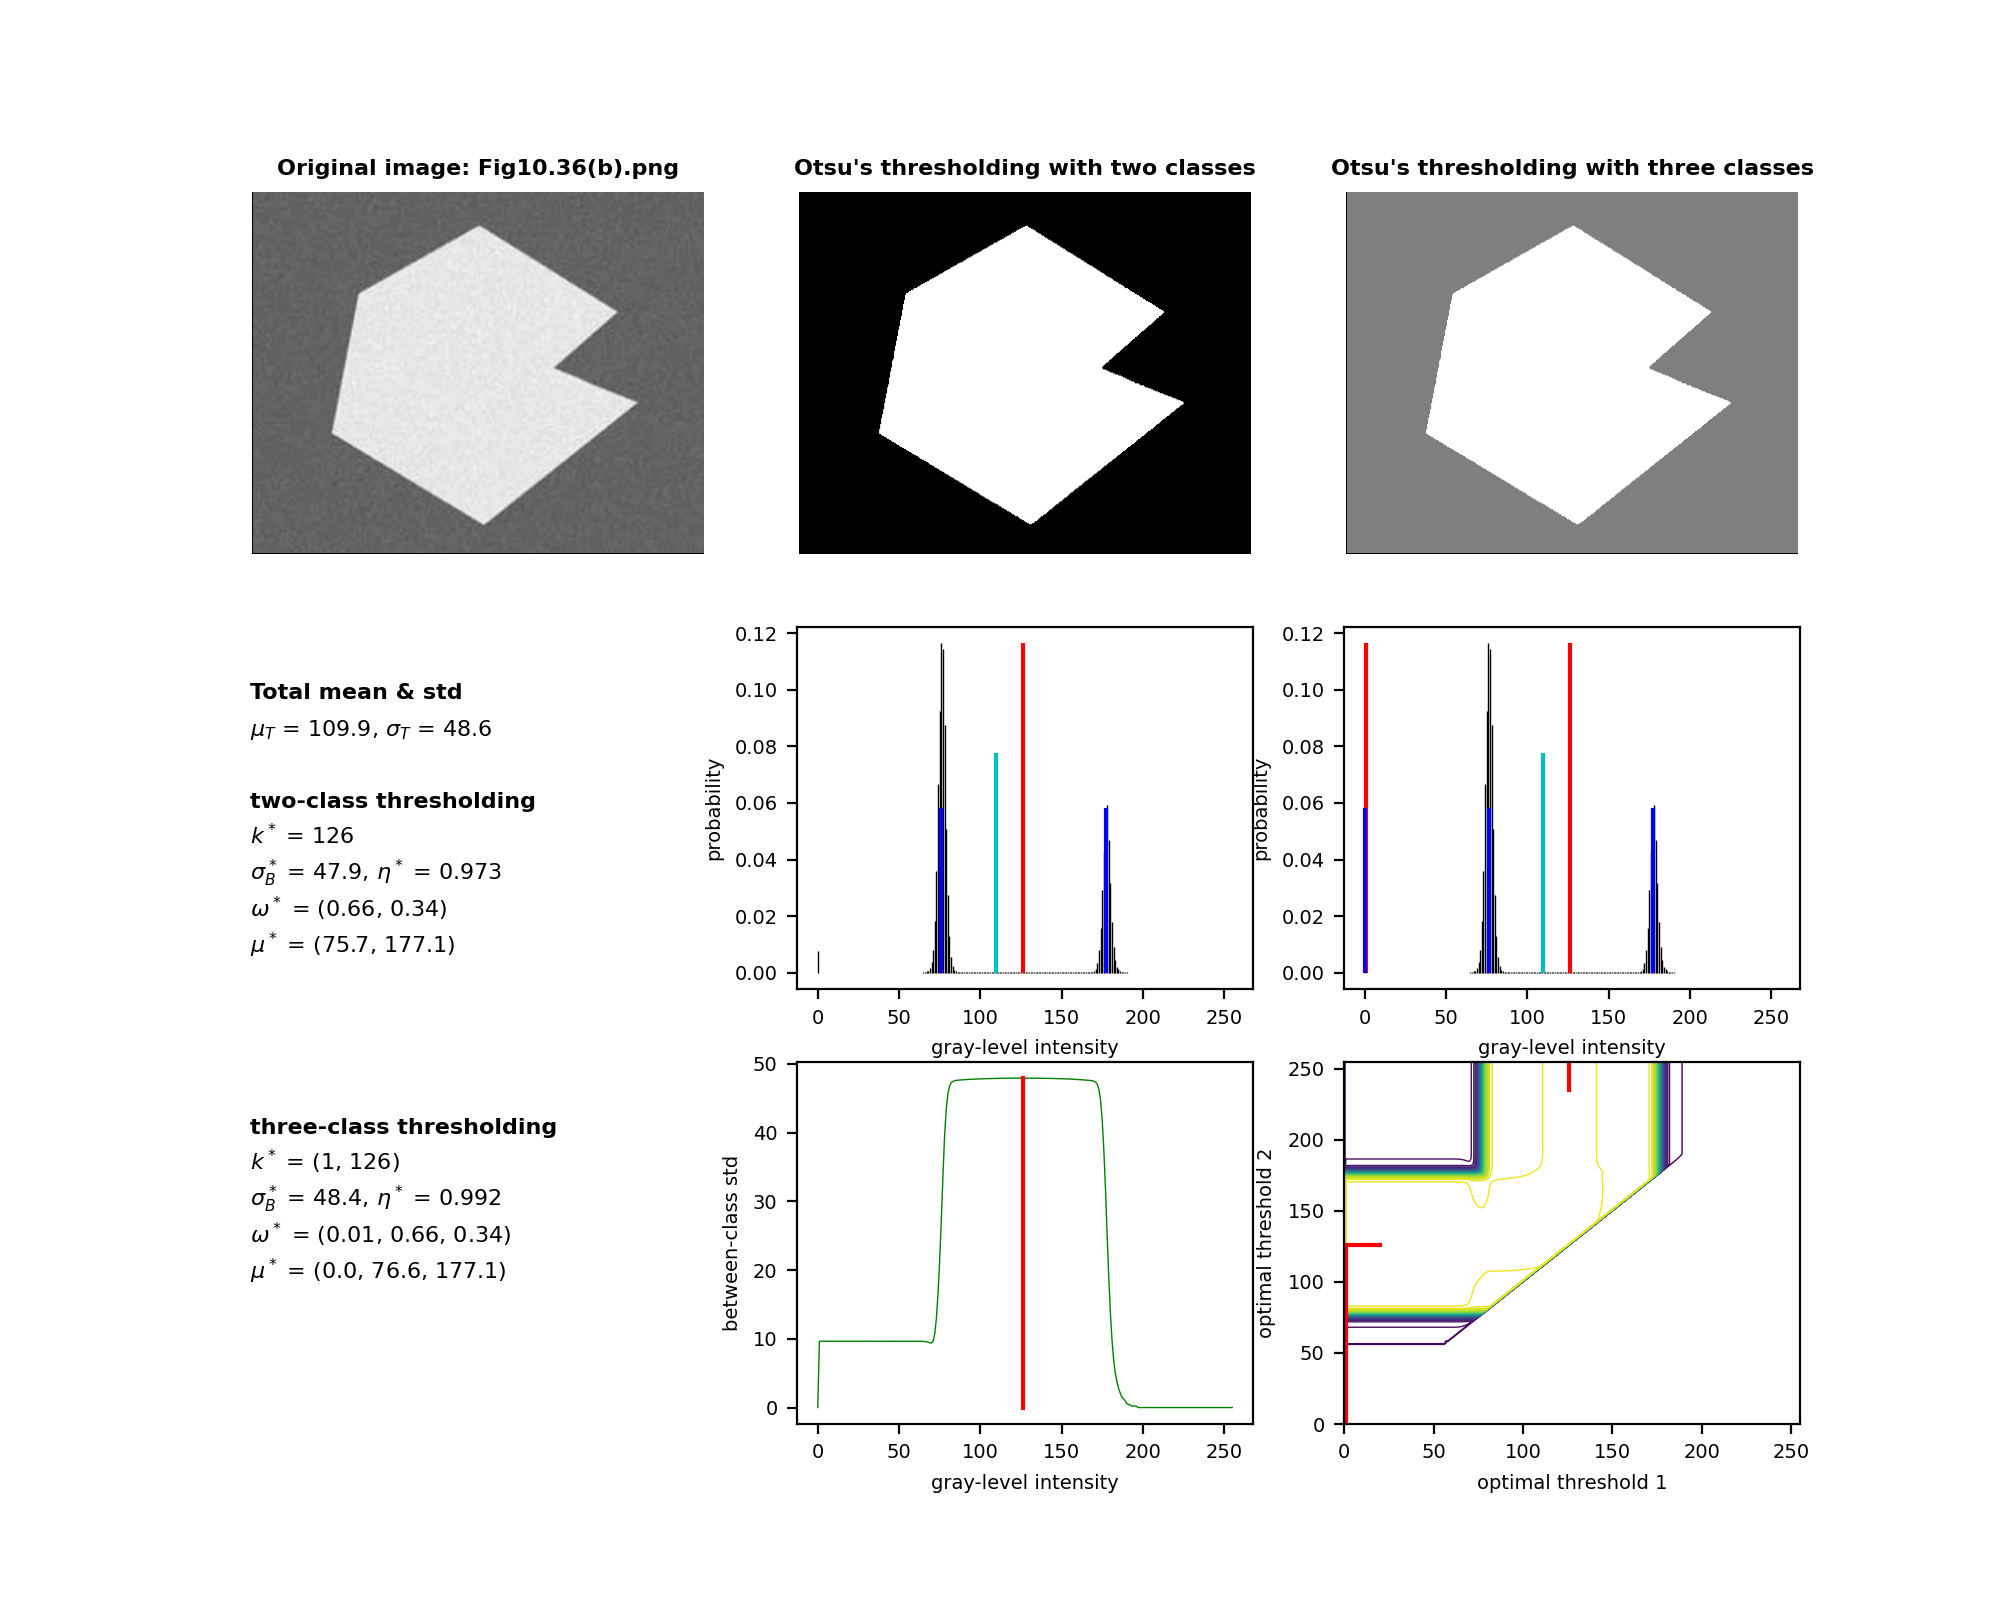 Original image: Fig10.36(b).png
Otsu's thresholding with two classes
Otsu's thresholding with three classes
Total mean & std
μT = 109.9, σT = 48.6
two-class thresholding
k* = 126
σB* = 47.9, η* = 0.973
ω* = (0.66, 0.34)
μ* = (75.7, 177.1)
three-class thresholding
k* = (1, 126)
σB* = 48.4, η* = 0.992
ω* = (0.01, 0.66, 0.34)
μ* = (0.0, 76.6, 177.1)
probability
0.12
0.10
0.08
0.06
0.04
0.02
0.00
0 50 100 150 200 250
gray-level intensity
probability
0.12
0.10
0.08
0.06
0.04
0.02
0.00
0 50 100 150 200 250
gray-level intensity
between-class std
50
40
30
20
10
0
0 50 100 150 200 250
gray-level intensity
optimal threshold 2
250
200
150
100
50
0
0 50 100 150 200 250
optimal threshold 1